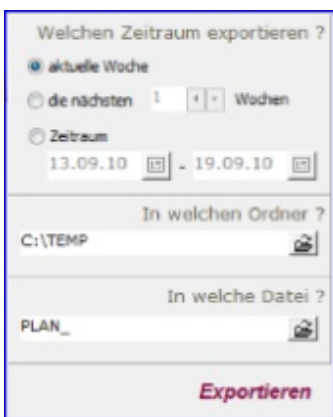 Welchen Zeitraum exportieren ?
aktuelle Woche
die nächsten 1 Wochen
Zeitraum
13.09.10 - 19.09.10
In welchen Ordner ?
C:\TEMP
In welche Datei ?
PLAN_
Exportieren